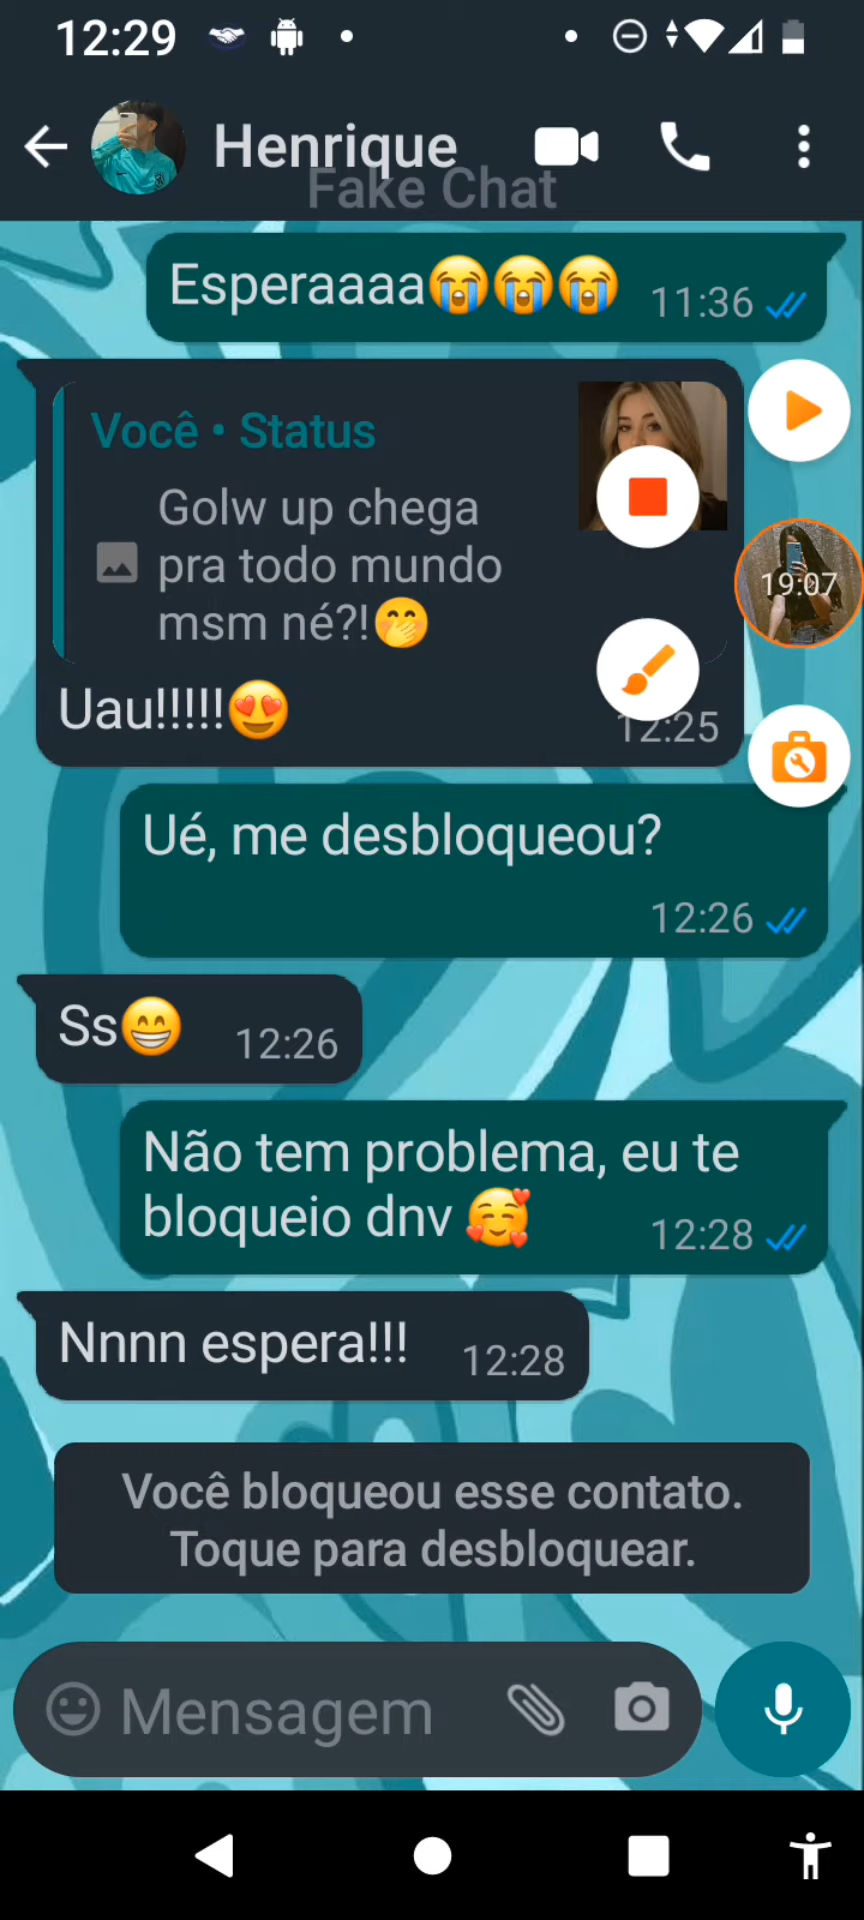 12:29
Henrique
Fake Chat
Esperaaaa😭😭😭 11:36
Você • Status
Golw up chega
pra todo mundo
msm né?!🤭
Uau!!!!!😍
12:25
19:07
Ué, me desbloqueou?
12:26
Ss😁 12:26
Não tem problema, eu te
bloqueio dnv 🥰 12:28
Nnnn espera!!! 12:28
Você bloqueou esse contato.
Toque para desbloquear.
Mensagem